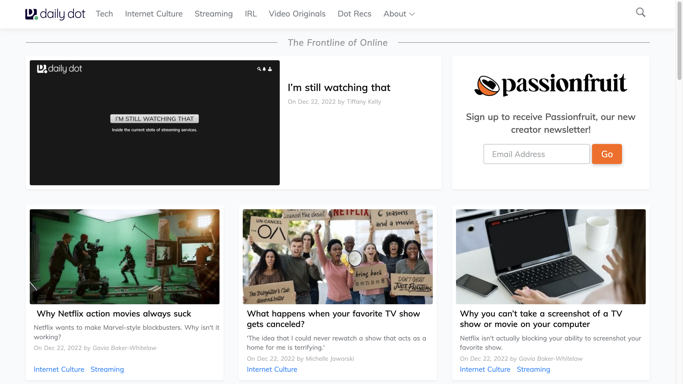 daily dot
Tech Internet Culture Streaming IRL Video Originals Dot Recs About
The Frontline of Online
daily dot
I'M STILL WATCHING THAT
Inside the current state of streaming services.
I'm still watching that
On Dec 22, 2022 by Tiffany Kelly
passionfruit
Sign up to receive Passionfruit, our new
creator newsletter!
Email Address
Go
UN-CANCEL
The OA
NETFLIX
6 seasons
and a movie
bring
back
Why Netflix action movies always suck
Netflix wants to make Marvel-style blockbusters. Why isn't it
working?
On Dec 22, 2022 by Gavia Baker-Whitelaw
Internet Culture Streaming
What happens when your favorite TV show
gets canceled?
'The idea that I could never rewatch a show that acts as a
home for me is terrifying.'
On Dec 22, 2022 by Michelle Jaworski
Internet Culture
Why you can't take a screenshot of a TV
show or movie on your computer
Netflix isn't actually blocking your ability to screenshot your
favorite show.
On Dec 22, 2022 by Gavia Baker-Whitelaw
Internet Culture Streaming